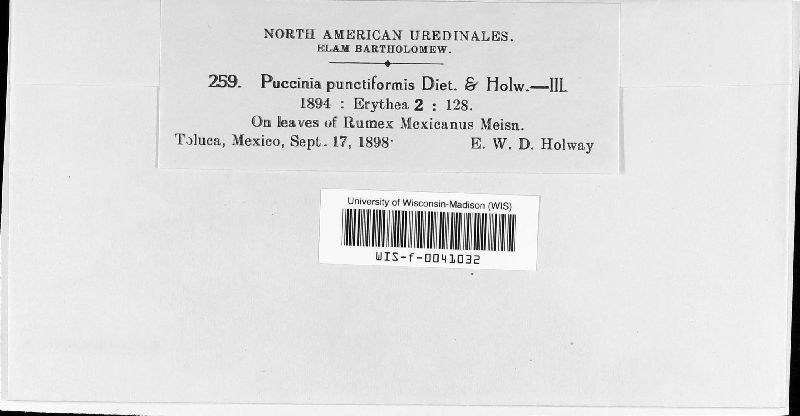 NORTH AMERICAN UREDINALES.
ELAM BARTHOLOMEW.
259. Puccinia punctiformis Diet. & Holw.—III.
1894 : Erythea 2 : 128.
On leaves of Rumex Mexicanus Meisn.
Toluca, Mexico, Sept. 17, 1898. E. W. D. Holway
University of Wisconsin-Madison (WIS)
WIS-f-0041032